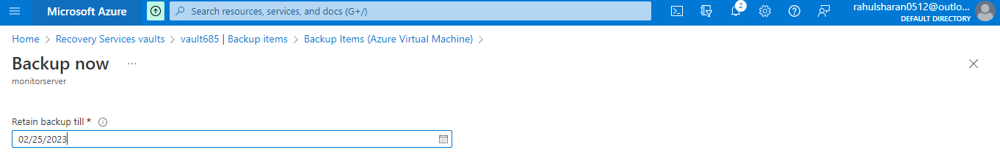 Microsoft Azure
Search resources, services, and docs (G+/)
2
rahulsharan0512@outlo...
DEFAULT DIRECTORY
Home > Recovery Services vaults > vault685 | Backup items > Backup Items (Azure Virtual Machine) >
Backup now ...
monitorserver
Retain backup till *
02/25/2023